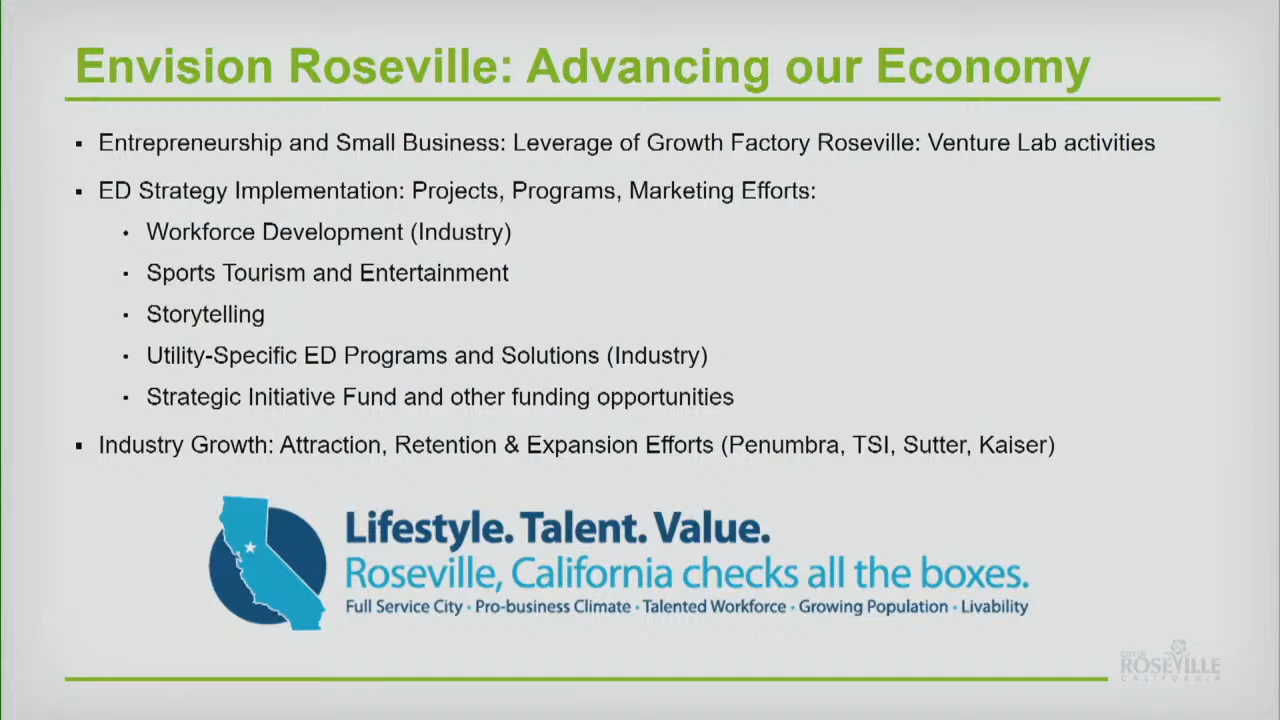 Envision Roseville: Advancing our Economy
▪ Entrepreneurship and Small Business: Leverage of Growth Factory Roseville: Venture Lab activities
▪ ED Strategy Implementation: Projects, Programs, Marketing Efforts:
• Workforce Development (Industry)
• Sports Tourism and Entertainment
• Storytelling
• Utility-Specific ED Programs and Solutions (Industry)
• Strategic Initiative Fund and other funding opportunities
▪ Industry Growth: Attraction, Retention & Expansion Efforts (Penumbra, TSI, Sutter, Kaiser)
Lifestyle. Talent. Value.
Roseville, California checks all the boxes.
Full Service City · Pro-business Climate · Talented Workforce · Growing Population · Livability
CITY OF
ROSEVILLE
CALIFORNIA